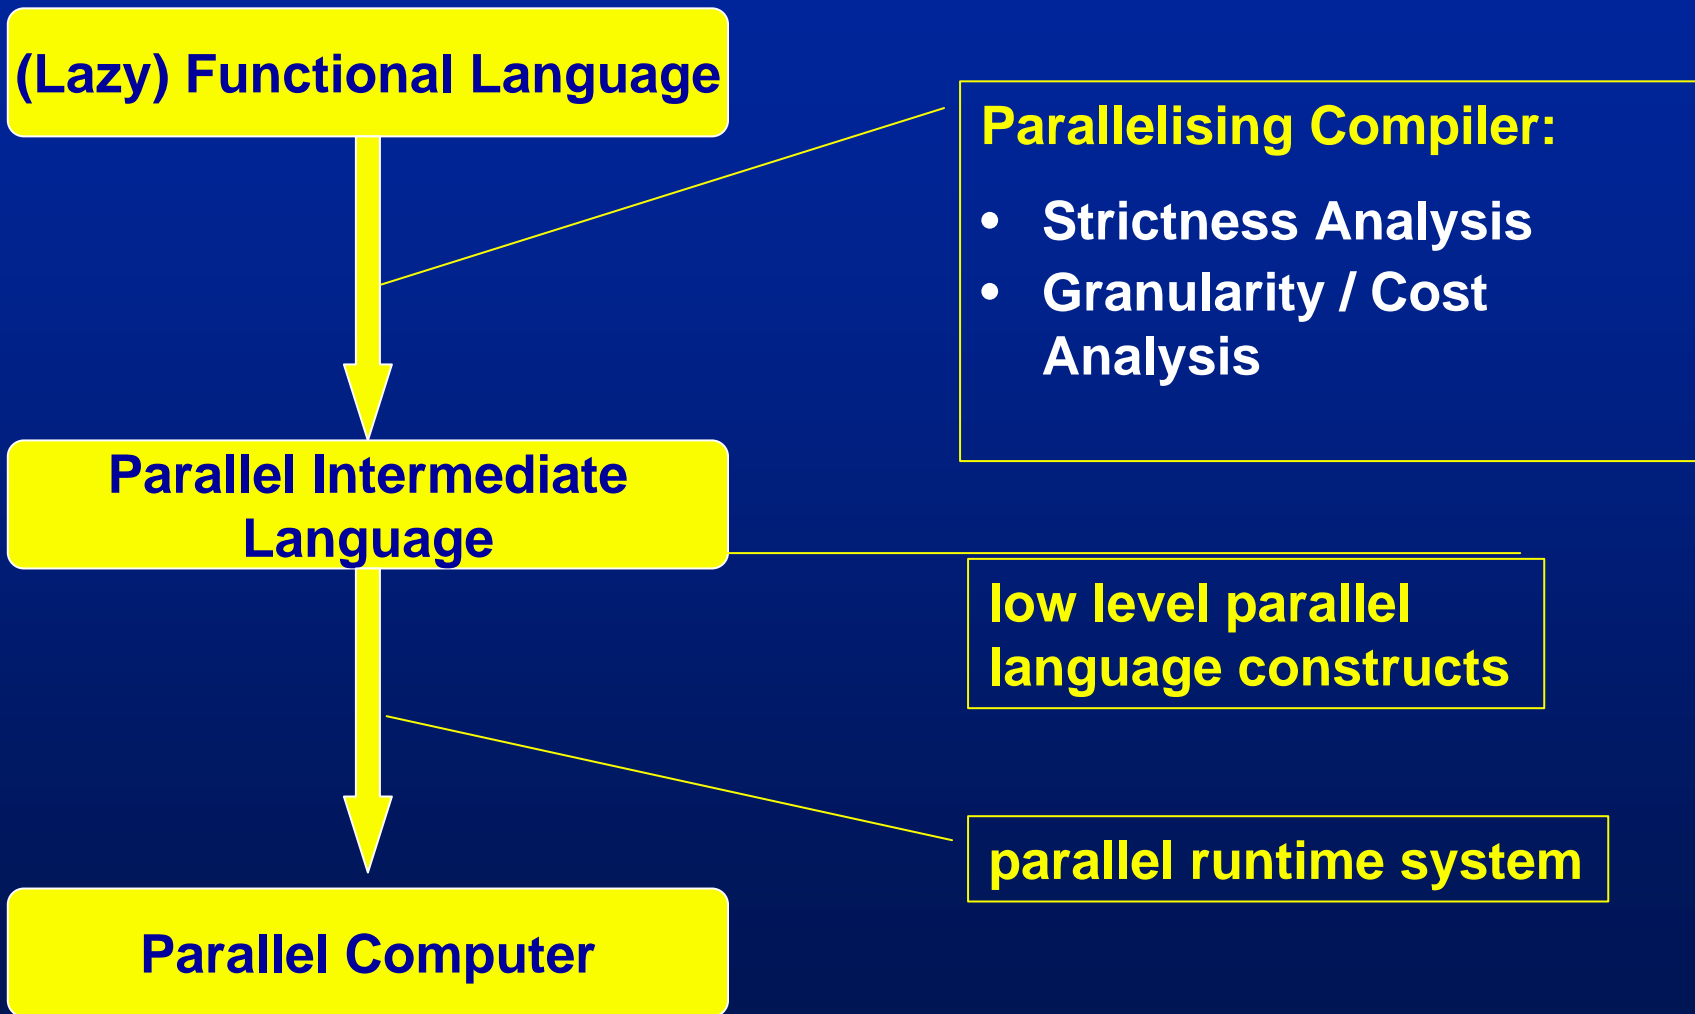 (Lazy) Functional Language
Parallelising Compiler:
• Strictness Analysis
• Granularity / Cost
Analysis
Parallel Intermediate
Language
low level parallel
language constructs
parallel runtime system
Parallel Computer